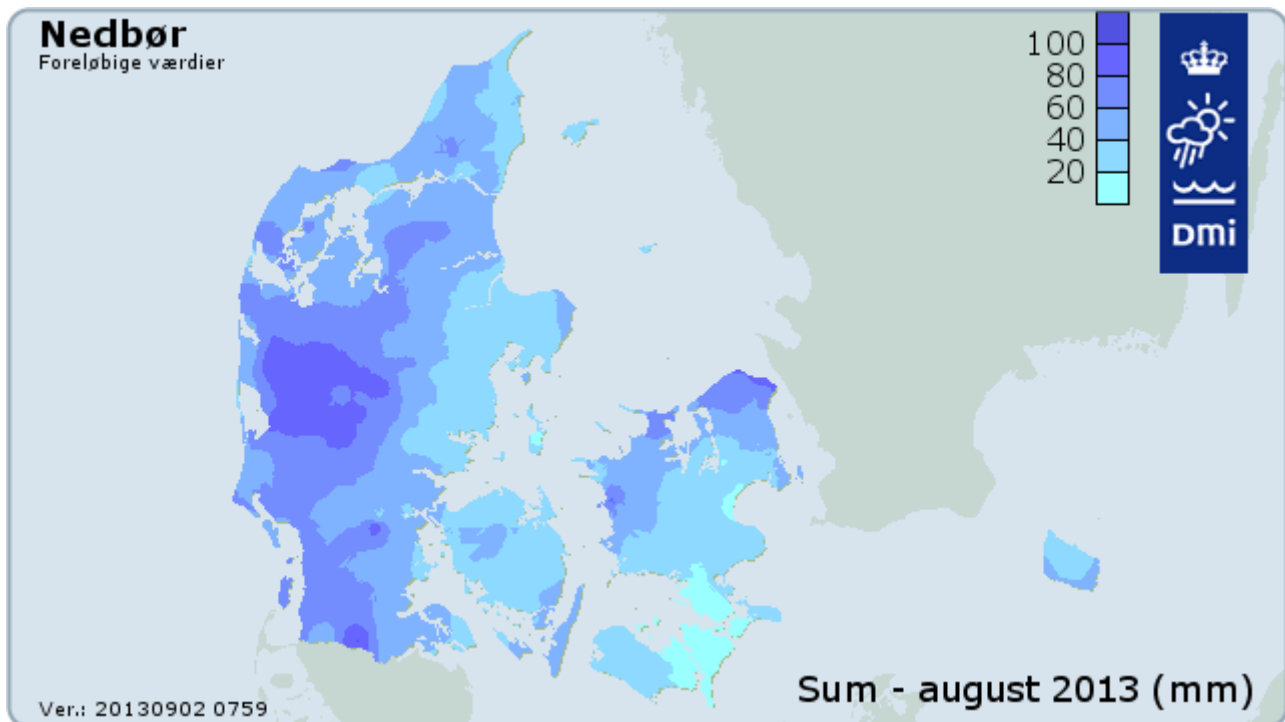 Nedbør
Foreløbige værdier
100
80
60
40
20
DMi
Sum - august 2013 (mm)
Ver.: 20130902 0759